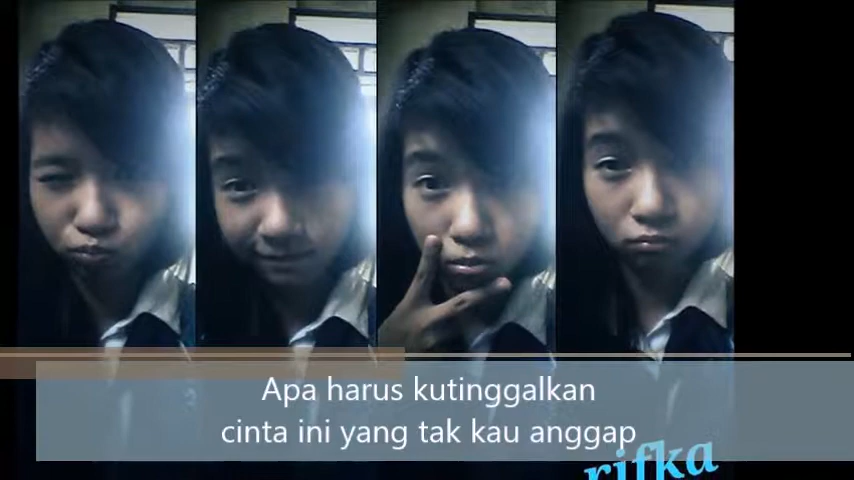 Apa harus kutinggalkan
cinta ini yang tak kau anggap
rifka